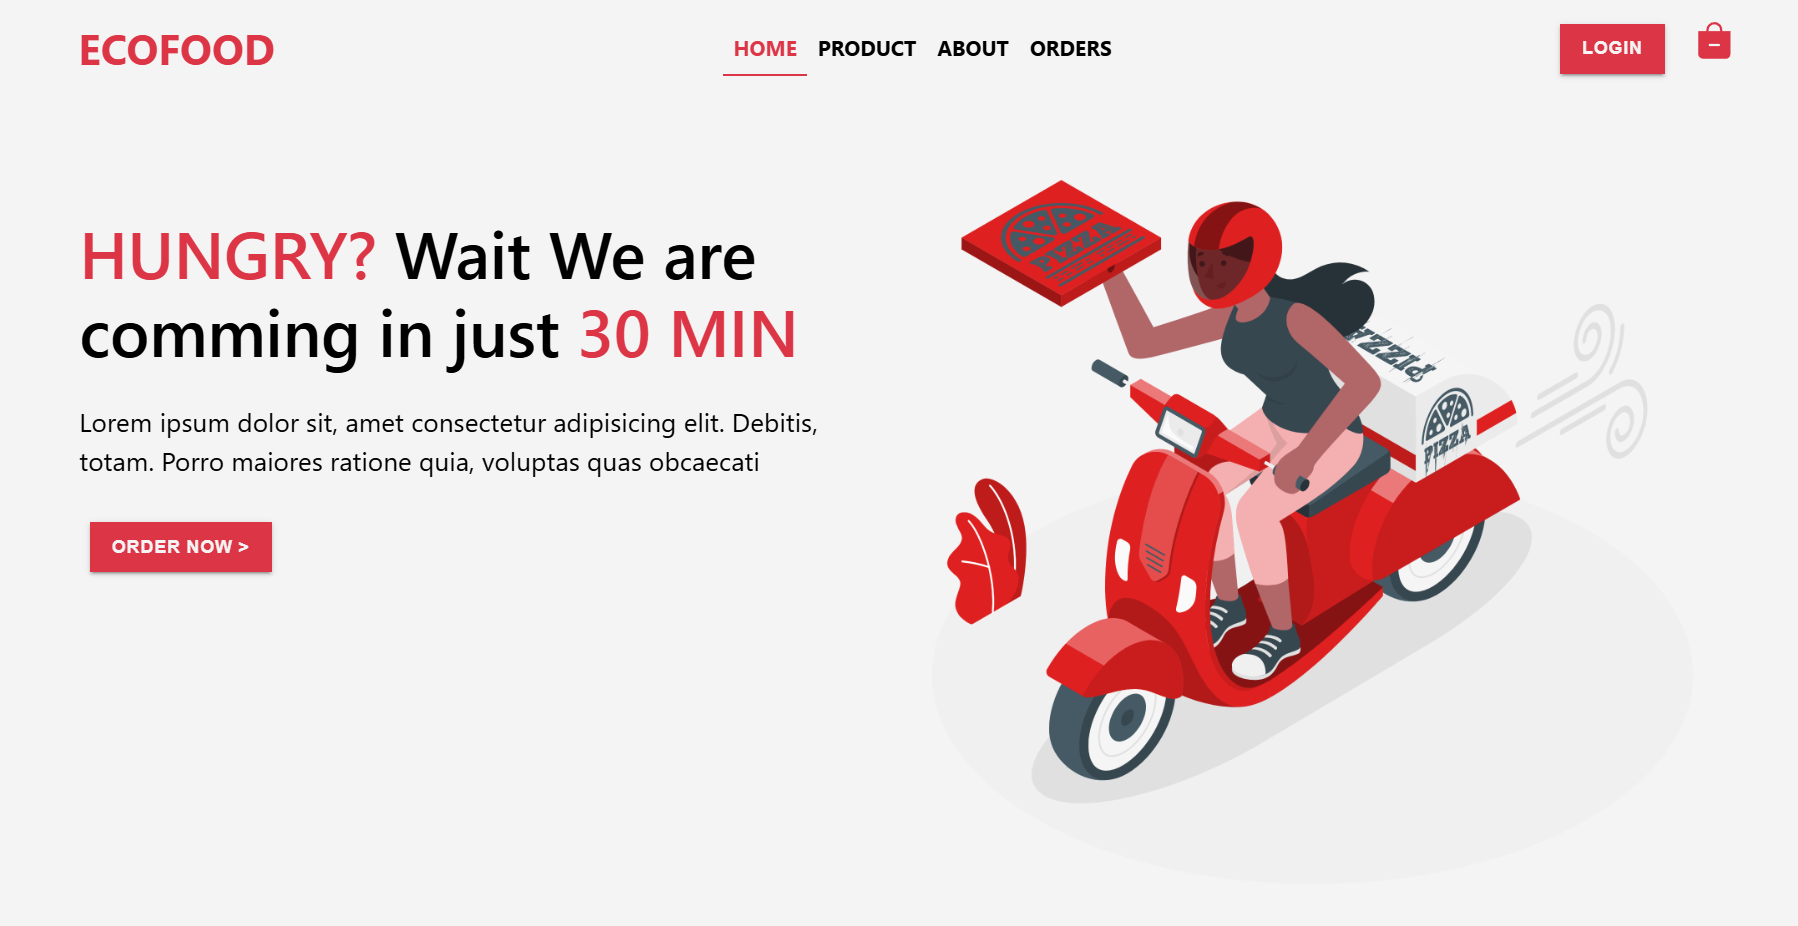 ECOFOOD
HOME PRODUCT ABOUT ORDERS
LOGIN
HUNGRY? Wait We are
comming in just 30 MIN
Lorem ipsum dolor sit, amet consectetur adipisicing elit. Debitis,
totam. Porro maiores ratione quia, voluptas quas obcaecati
ORDER NOW >
PIZZA
PIZZA
PIZZA